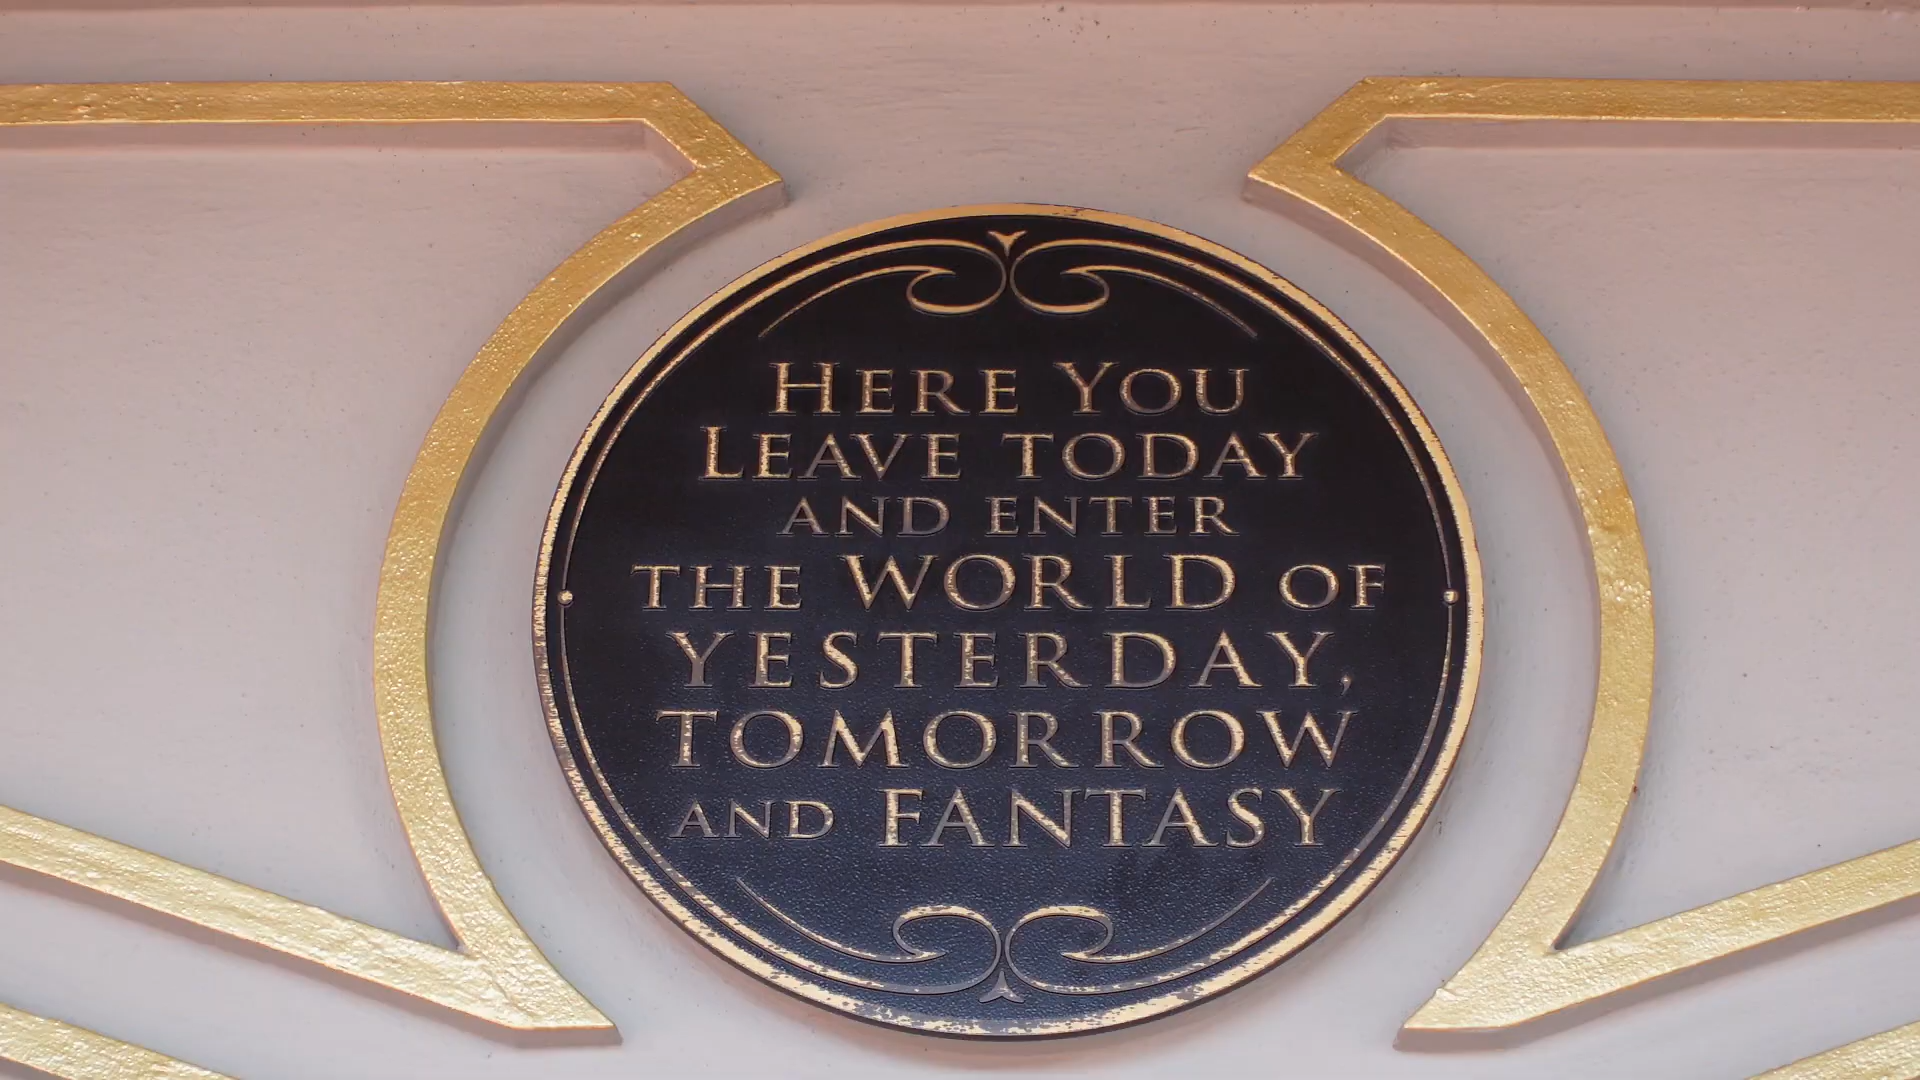 HERE YOU
LEAVE TODAY
AND ENTER
THE WORLD OF
YESTERDAY,
TOMORROW
AND FANTASY